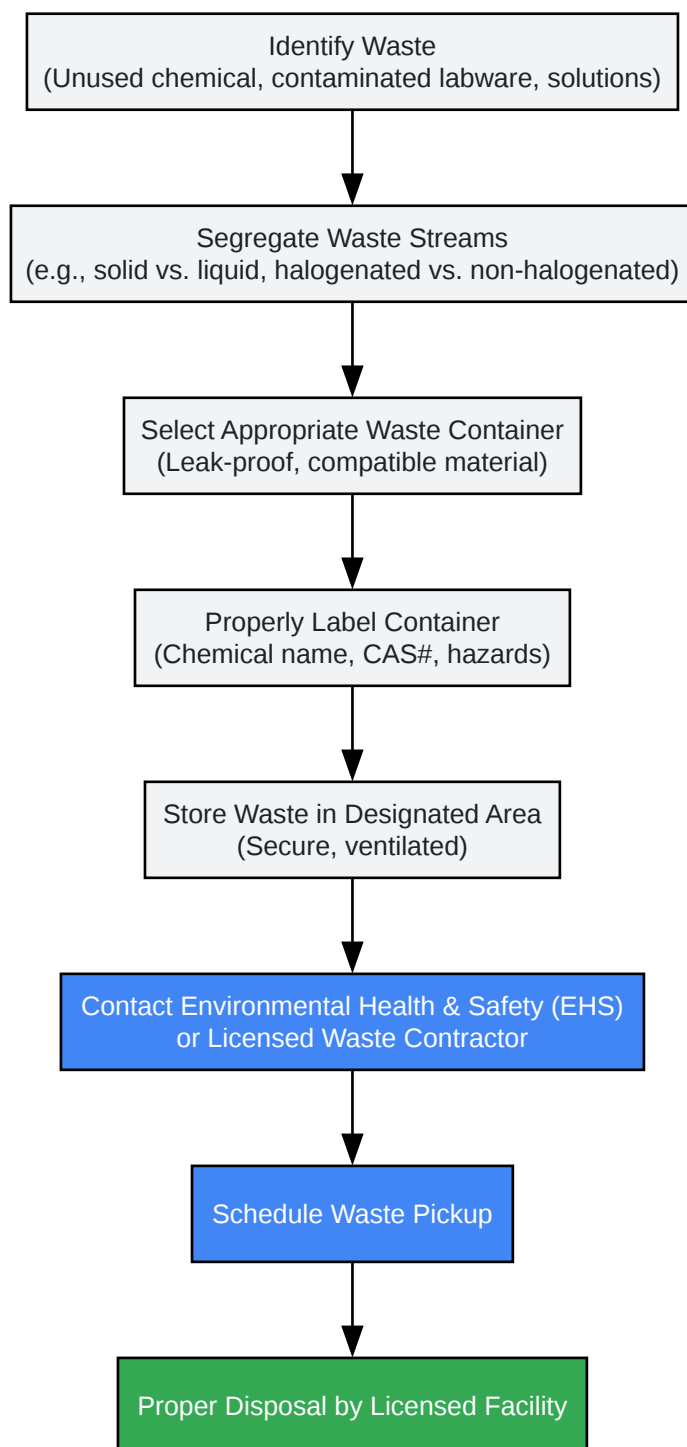 Identify Waste
(Unused chemical, contaminated labware, solutions)
Segregate Waste Streams
(e.g., solid vs. liquid, halogenated vs. non-halogenated)
Select Appropriate Waste Container
(Leak-proof, compatible material)
Properly Label Container
(Chemical name, CAS#, hazards)
Store Waste in Designated Area
(Secure, ventilated)
Contact Environmental Health & Safety (EHS)
or Licensed Waste Contractor
Schedule Waste Pickup
Proper Disposal by Licensed Facility